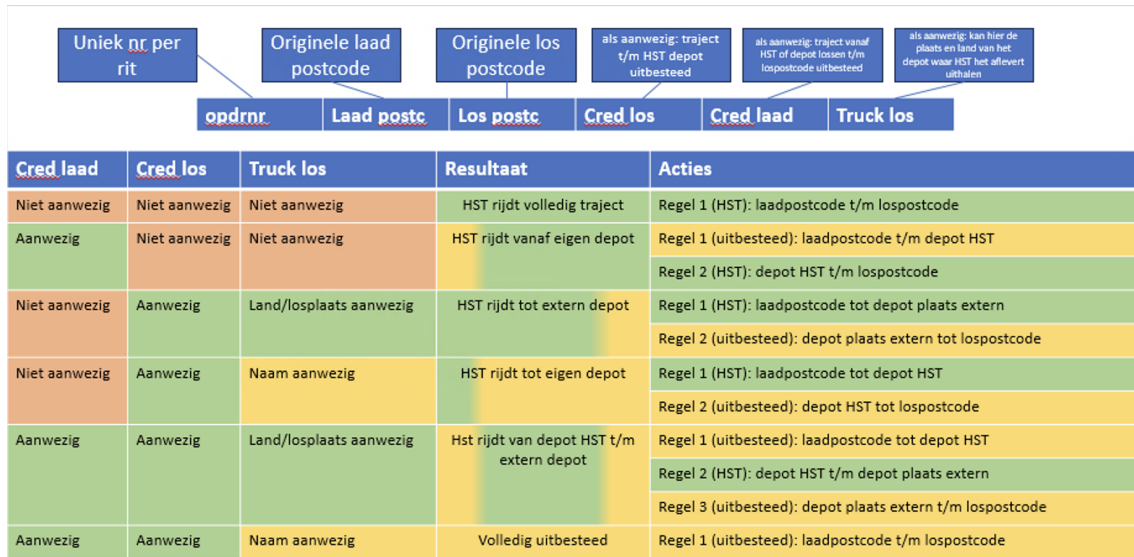 Uniek nr per
rit
Originele laad
postcode
Originele los
postcode
als aanwezig: traject
t/m HST depot
uitbesteed
als aanwezig: traject vanaf
HST of depot lossen t/m
lospostcode uitbesteed
als aanwezig: kan hier de
plaats en land van het
depot waar HST het aflevert
uithalen
opdrnr Laad postc Los postc Cred los Cred laad Truck los
Cred laad Cred los Truck los Resultaat Acties
Niet aanwezig Niet aanwezig Niet aanwezig HST rijdt volledig traject Regel 1 (HST): laadpostcode t/m lospostcode
Aanwezig Niet aanwezig Niet aanwezig HST rijdt vanaf eigen depot Regel 1 (uitbesteed): laadpostcode t/m depot HST
Regel 2 (HST): depot HST t/m lospostcode
Niet aanwezig Aanwezig Land/losplaats aanwezig HST rijdt tot extern depot Regel 1 (HST): laadpostcode tot depot plaats extern
Regel 2 (uitbesteed): depot plaats extern tot lospostcode
Niet aanwezig Aanwezig Naam aanwezig HST rijdt tot eigen depot Regel 1 (HST): laadpostcode tot depot HST
Regel 2 (uitbesteed): depot HST tot lospostcode
Aanwezig Aanwezig Land/losplaats aanwezig Hst rijdt van depot HST t/m Regel 1 (uitbesteed): laadpostcode tot depot HST
extern depot
Regel 2 (HST): depot HST t/m depot plaats extern
Regel 3 (uitbesteed): depot plaats extern t/m lospostcode
Aanwezig Aanwezig Naam aanwezig Volledig uitbesteed Regel 1 (uitbesteed): laadpostcode t/m lospostcode